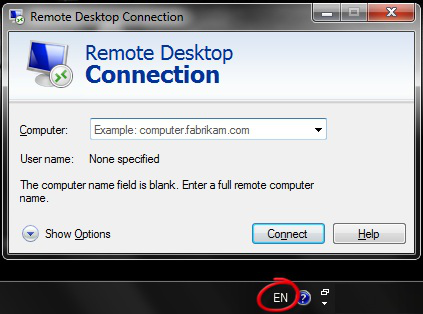 Remote Desktop Connection
Remote Desktop
Connection
Computer: Example: computer.fabrikam.com
User name: None specified
The computer name field is blank. Enter a full remote computer
name.
Show Options Connect Help
EN ?